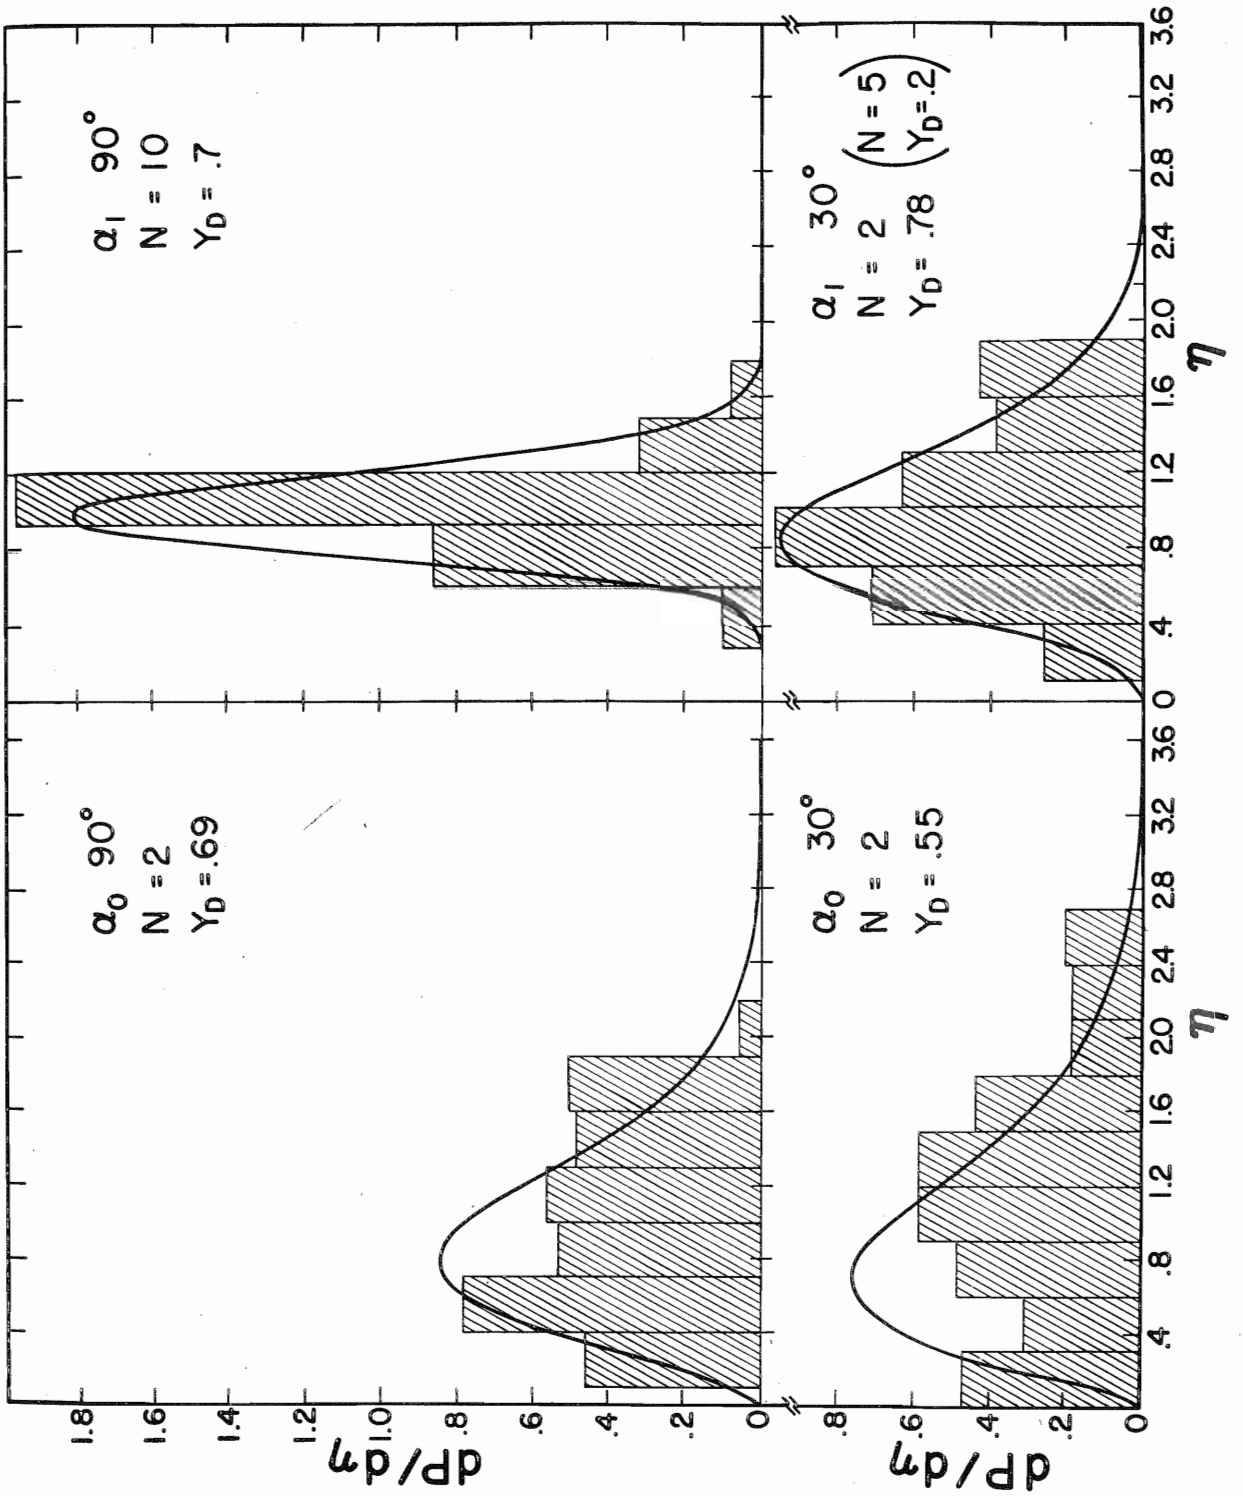 dP/dη
1.8
1.6
1.4
1.2
1.0
.8
.6
.4
.2
0
α₀ 90°
N = 2
Y_D = .69
α₁ 90°
N = 10
Y_D = .7
dP/dη
.8
.6
.4
.2
0
α₀ 30°
N = 2
Y_D = .55
α₁ 30°
N = 2 (N = 5
Y_D = .78 Y_D = .2)
.4 .8 1.2 1.6 2.0 2.4 2.8 3.2 3.6 0 .4 .8 1.2 1.6 2.0 2.4 2.8 3.2 3.6
η η